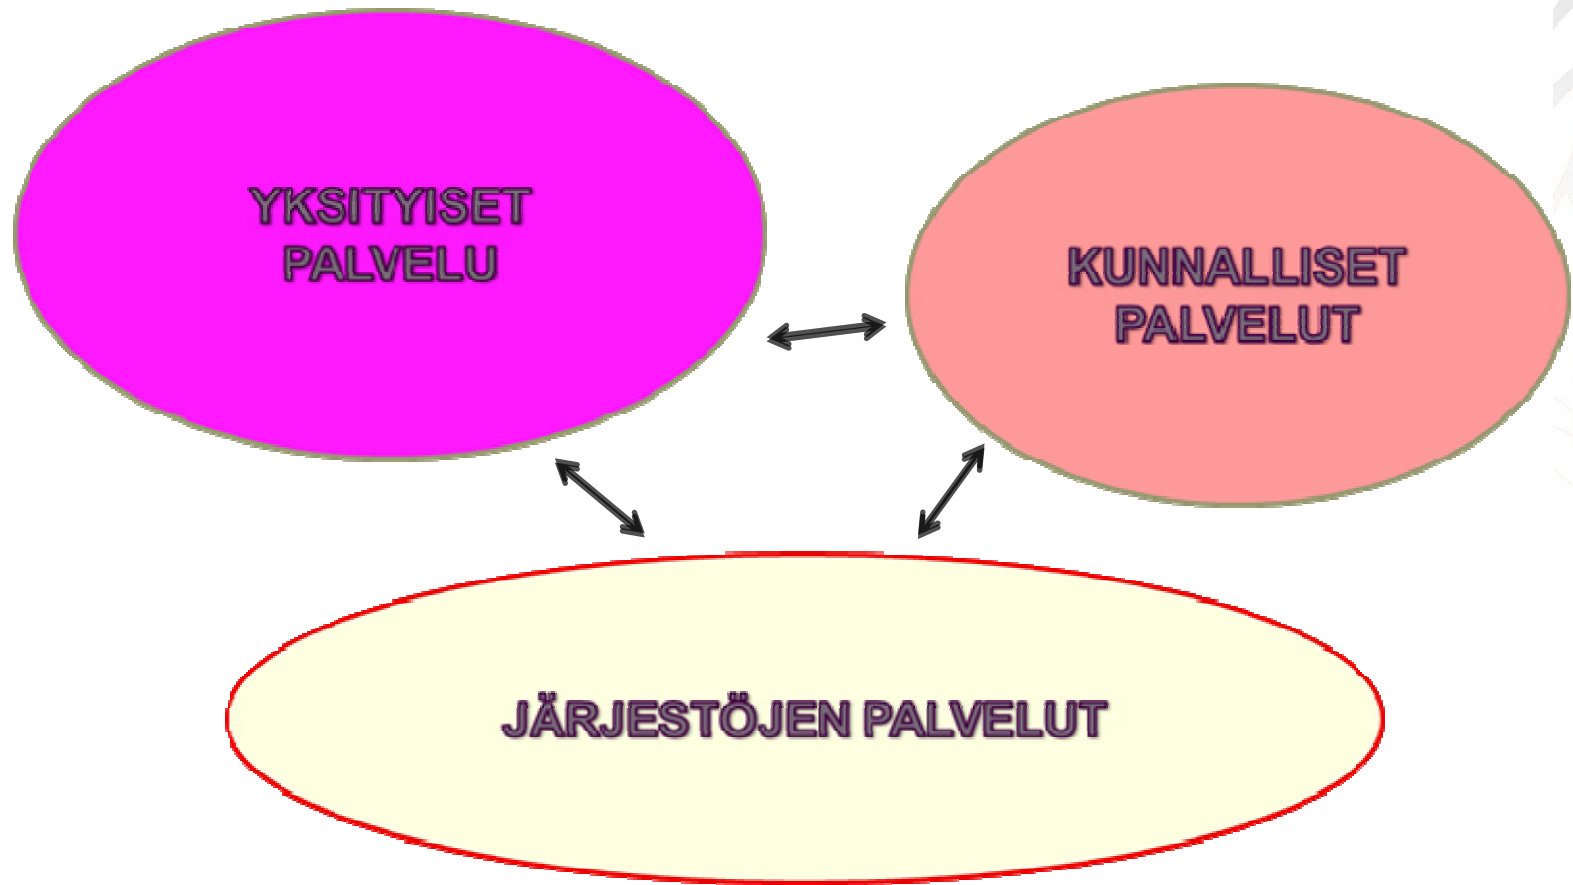 YKSITYISET
PALVELU
KUNNALLISET
PALVELUT
JÄRJESTÖJEN PALVELUT